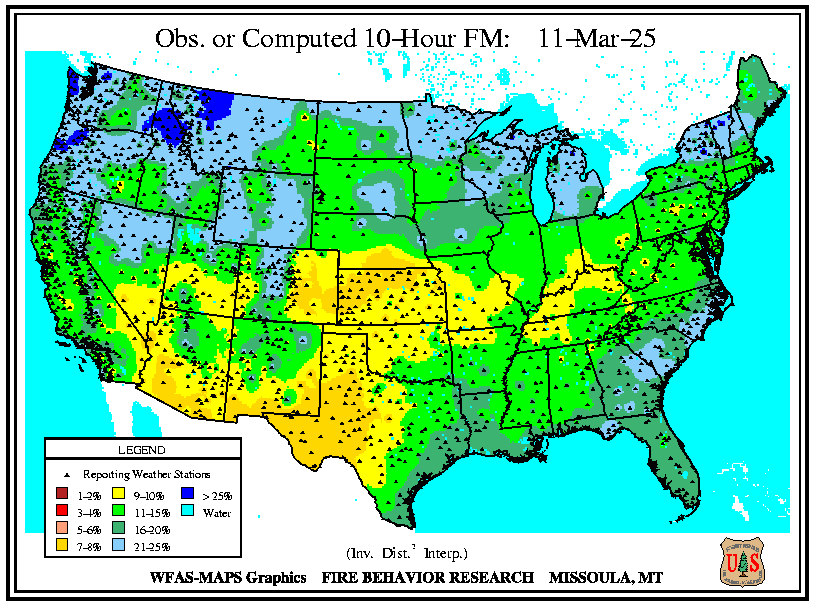 Obs. or Computed 10-Hour FM: 11-Mar-25
LEGEND
Reporting Weather Stations
1-2% 9-10% > 25%
3-4% 11-15% Water
5-6% 16-20%
7-8% 21-25%
(Inv. Dist.² Interp.)
WFAS-MAPS Graphics FIRE BEHAVIOR RESEARCH MISSOULA, MT
U S